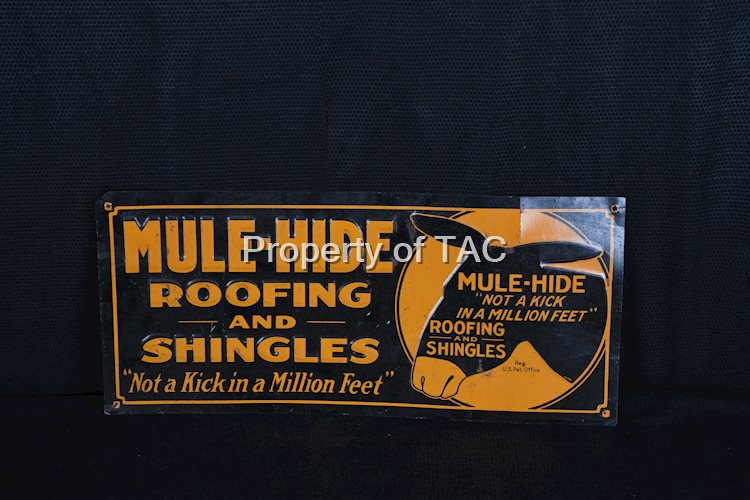 MULE-HIDE
ROOFING
AND
SHINGLES
"Not a Kick in a Million Feet"
MULE-HIDE
"NOT A KICK
IN A MILLION FEET"
ROOFING
AND
SHINGLES
Reg.
U.S. Pat. Office
Property of TAC